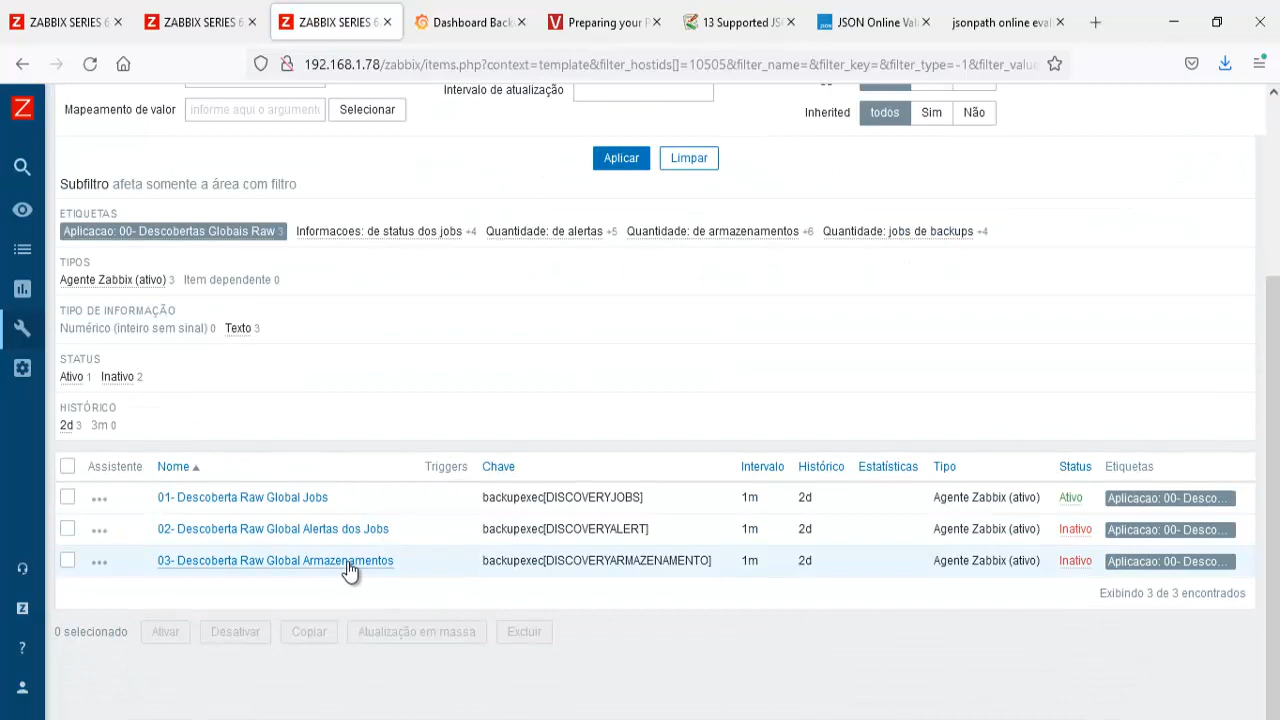 ZABBIX SERIES 6
ZABBIX SERIES 6
ZABBIX SERIES 6
Dashboard Back
Preparing your P
13 Supported JS
JSON Online Vali
jsonpath online eval
192.168.1.78/zabbix/items.php?context=template&filter_hostids[]=10505&filter_name=&filter_key=&filter_type=-1&filter_value
Intervalo de atualização
Mapeamento de valor
informe aqui o argumento
Selecionar
Inherited
todos
Sim
Não
Aplicar
Limpar
Subfiltro afeta somente a área com filtro
ETIQUETAS
Aplicacao: 00- Descobertas Globais Raw 3 Informacoes: de status dos jobs +4 Quantidade: de alertas +5 Quantidade: de armazenamentos +6 Quantidade: jobs de backups +4
TIPOS
Agente Zabbix (ativo) 3 Item dependente 0
TIPO DE INFORMAÇÃO
Numérico (inteiro sem sinal) 0 Texto 3
STATUS
Ativo 1 Inativo 2
HISTÓRICO
2d 3 3m 0
Assistente Nome Triggers Chave Intervalo Histórico Estatísticas Tipo Status Etiquetas
01- Descoberta Raw Global Jobs backupexec[DISCOVERYJOBS] 1m 2d Agente Zabbix (ativo) Ativo Aplicacao: 00- Desco...
02- Descoberta Raw Global Alertas dos Jobs backupexec[DISCOVERYALERT] 1m 2d Agente Zabbix (ativo) Inativo Aplicacao: 00- Desco...
03- Descoberta Raw Global Armazenamentos backupexec[DISCOVERYARMAZENAMENTO] 1m 2d Agente Zabbix (ativo) Inativo Aplicacao: 00- Desco...
Exibindo 3 de 3 encontrados
0 selecionado Ativar Desativar Copiar Atualização em massa Excluir